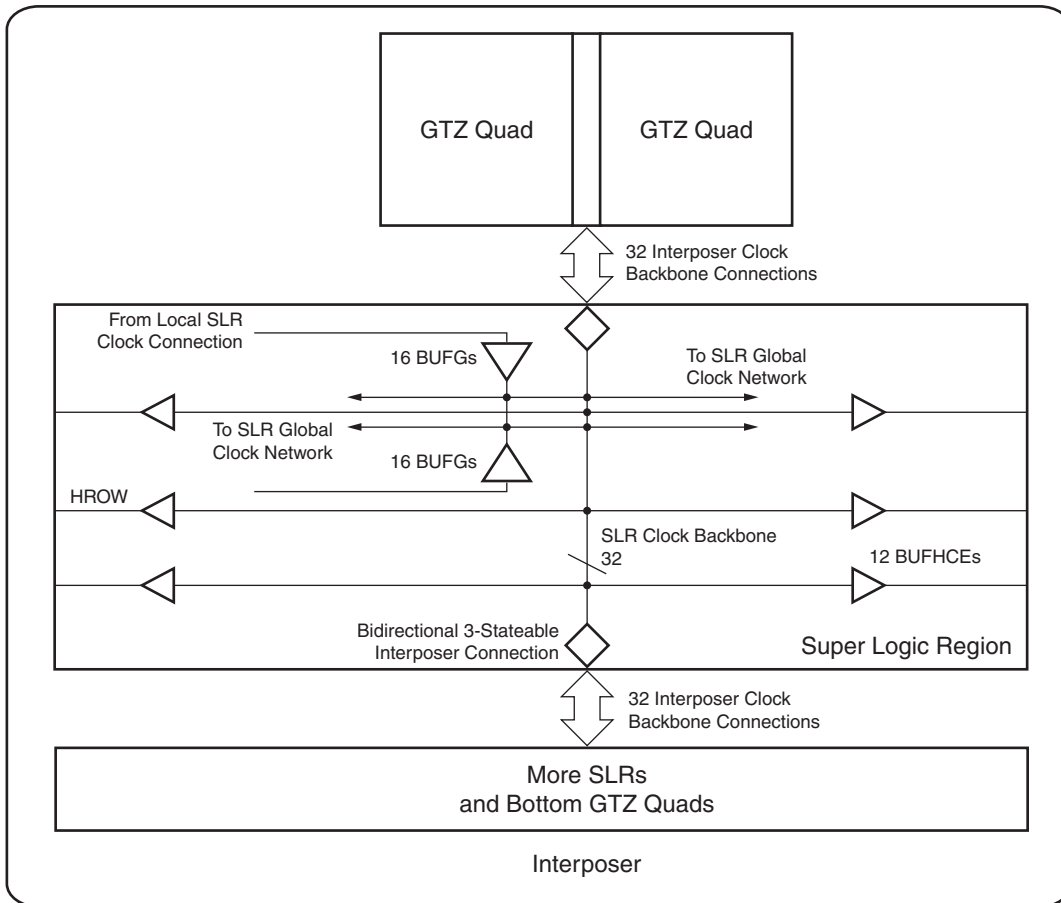 GTZ Quad
GTZ Quad
32 Interposer Clock
Backbone Connections
From Local SLR
Clock Connection
16 BUFGs
To SLR Global
Clock Network
To SLR Global
Clock Network
16 BUFGs
HROW
SLR Clock Backbone
32
12 BUFHCEs
Bidirectional 3-Stateable
Interposer Connection
Super Logic Region
32 Interposer Clock
Backbone Connections
More SLRs
and Bottom GTZ Quads
Interposer